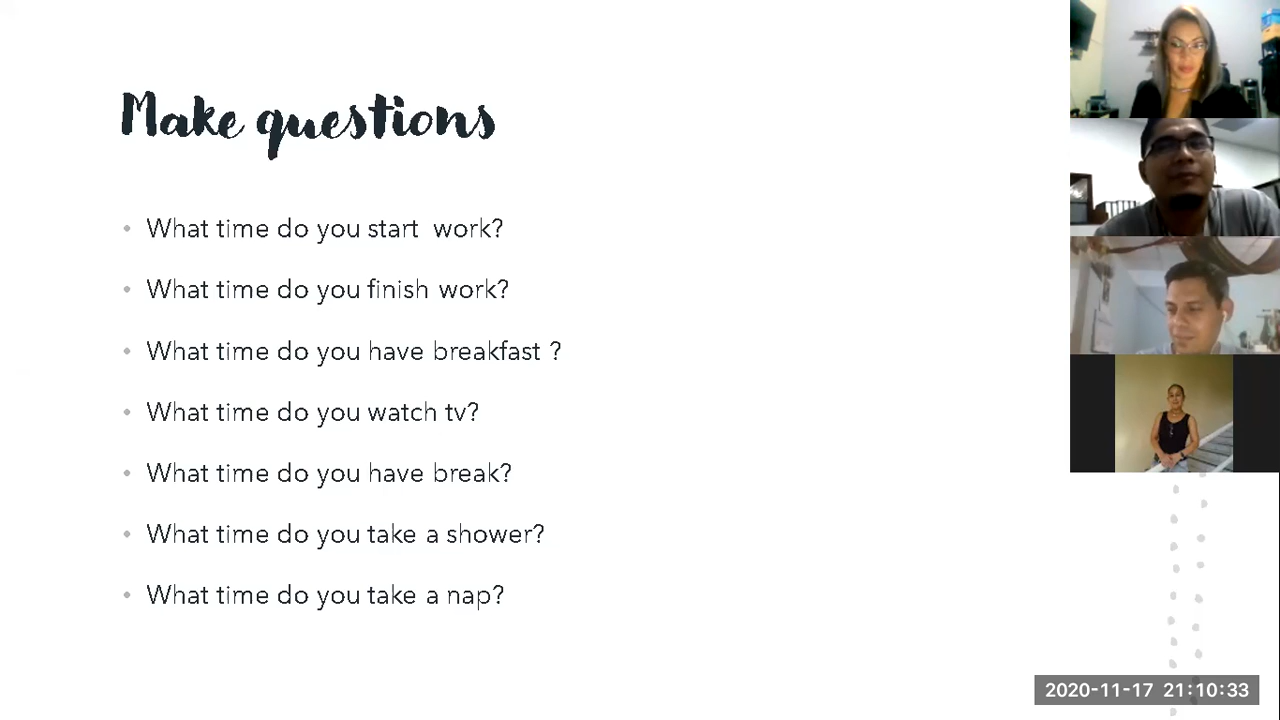 Make questions
• What time do you start  work?
• What time do you finish work?
• What time do you have breakfast ?
• What time do you watch tv?
• What time do you have break?
• What time do you take a shower?
• What time do you take a nap?
2020-11-17 21:10:33